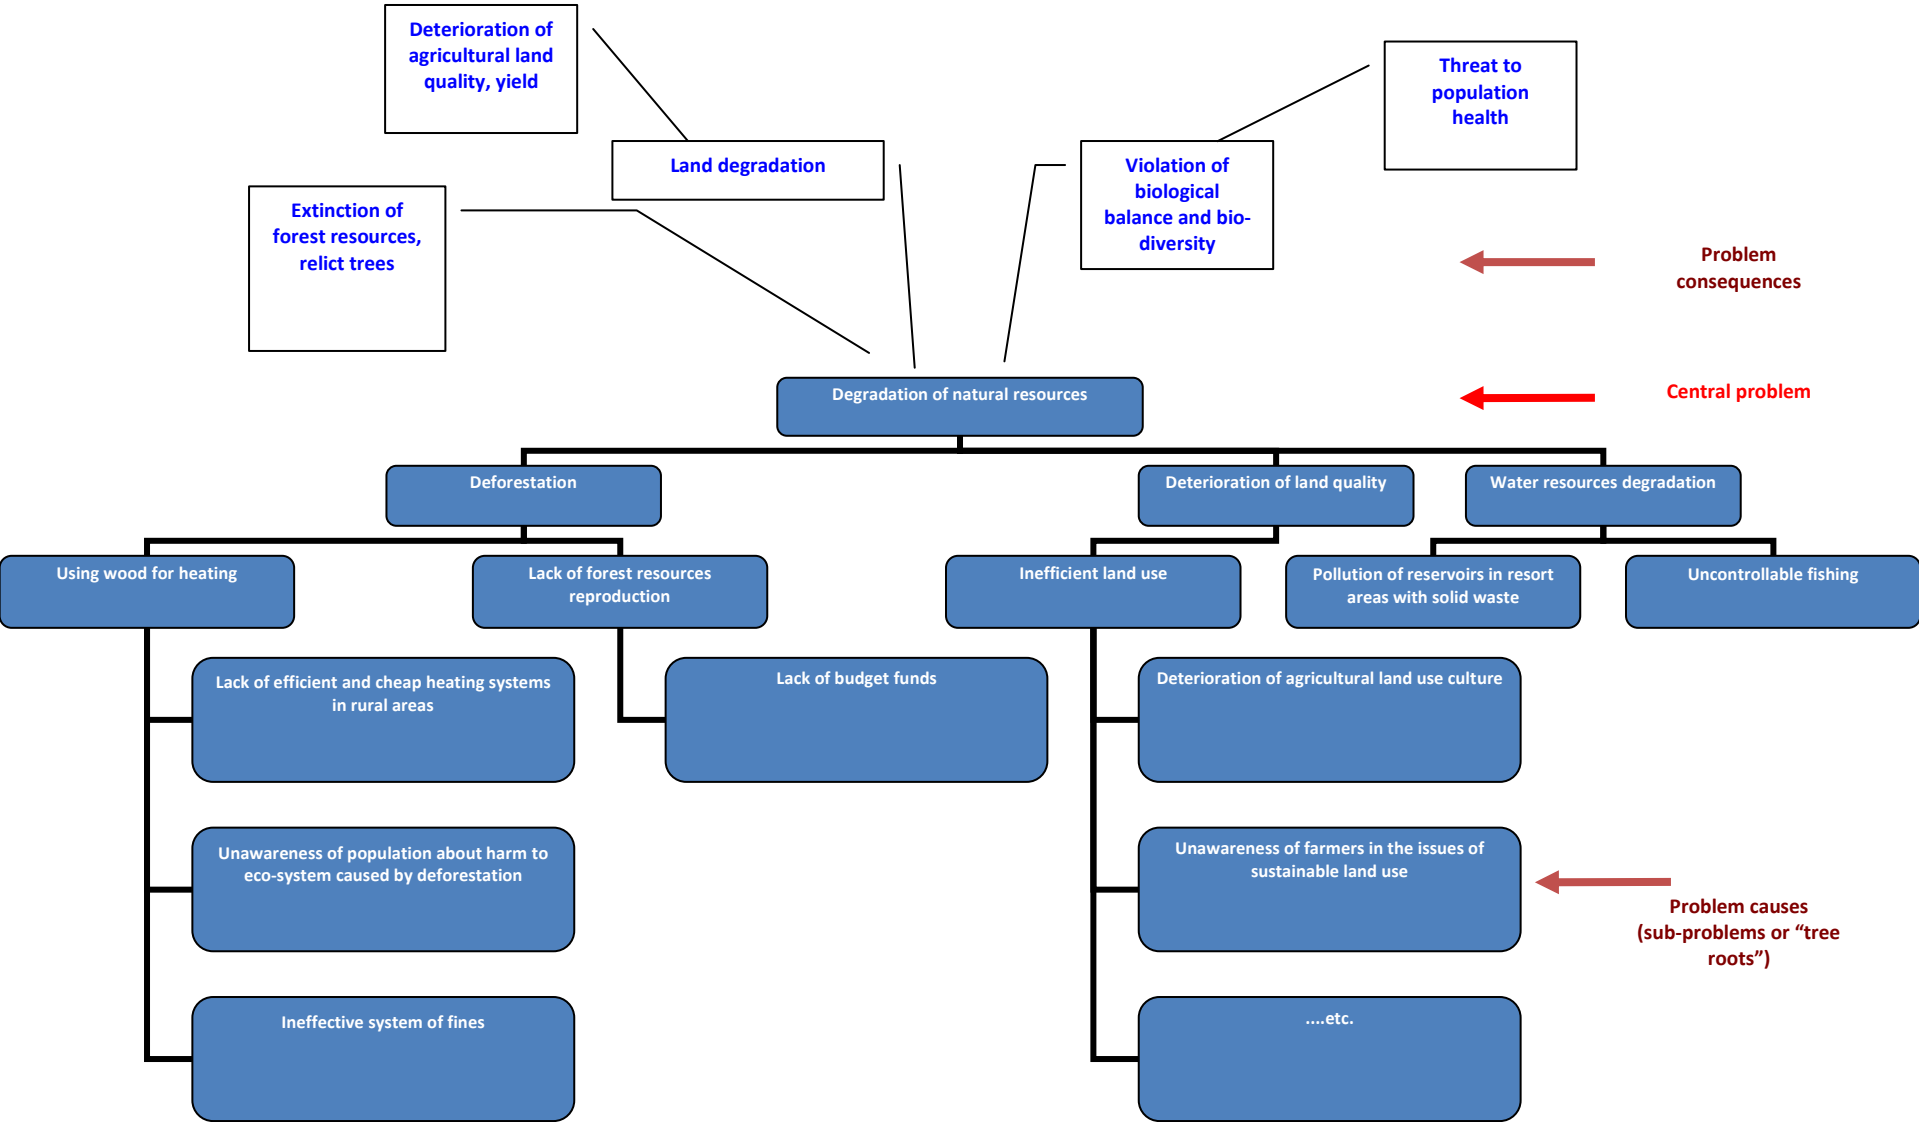 Deterioration of
agricultural land
quality, yield
Threat to
population
health
Land degradation
Violation of
biological
balance and bio-
diversity
Extinction of
forest resources,
relict trees
Problem
consequences
Degradation of natural resources
Central problem
Deforestation
Deterioration of land quality
Water resources degradation
Using wood for heating
Lack of forest resources
reproduction
Inefficient land use
Pollution of reservoirs in resort
areas with solid waste
Uncontrollable fishing
Lack of efficient and cheap heating systems
in rural areas
Lack of budget funds
Deterioration of agricultural land use culture
Unawareness of population about harm to
eco-system caused by deforestation
Unawareness of farmers in the issues of
sustainable land use
Problem causes
(sub-problems or “tree
roots”)
Ineffective system of fines
....etc.